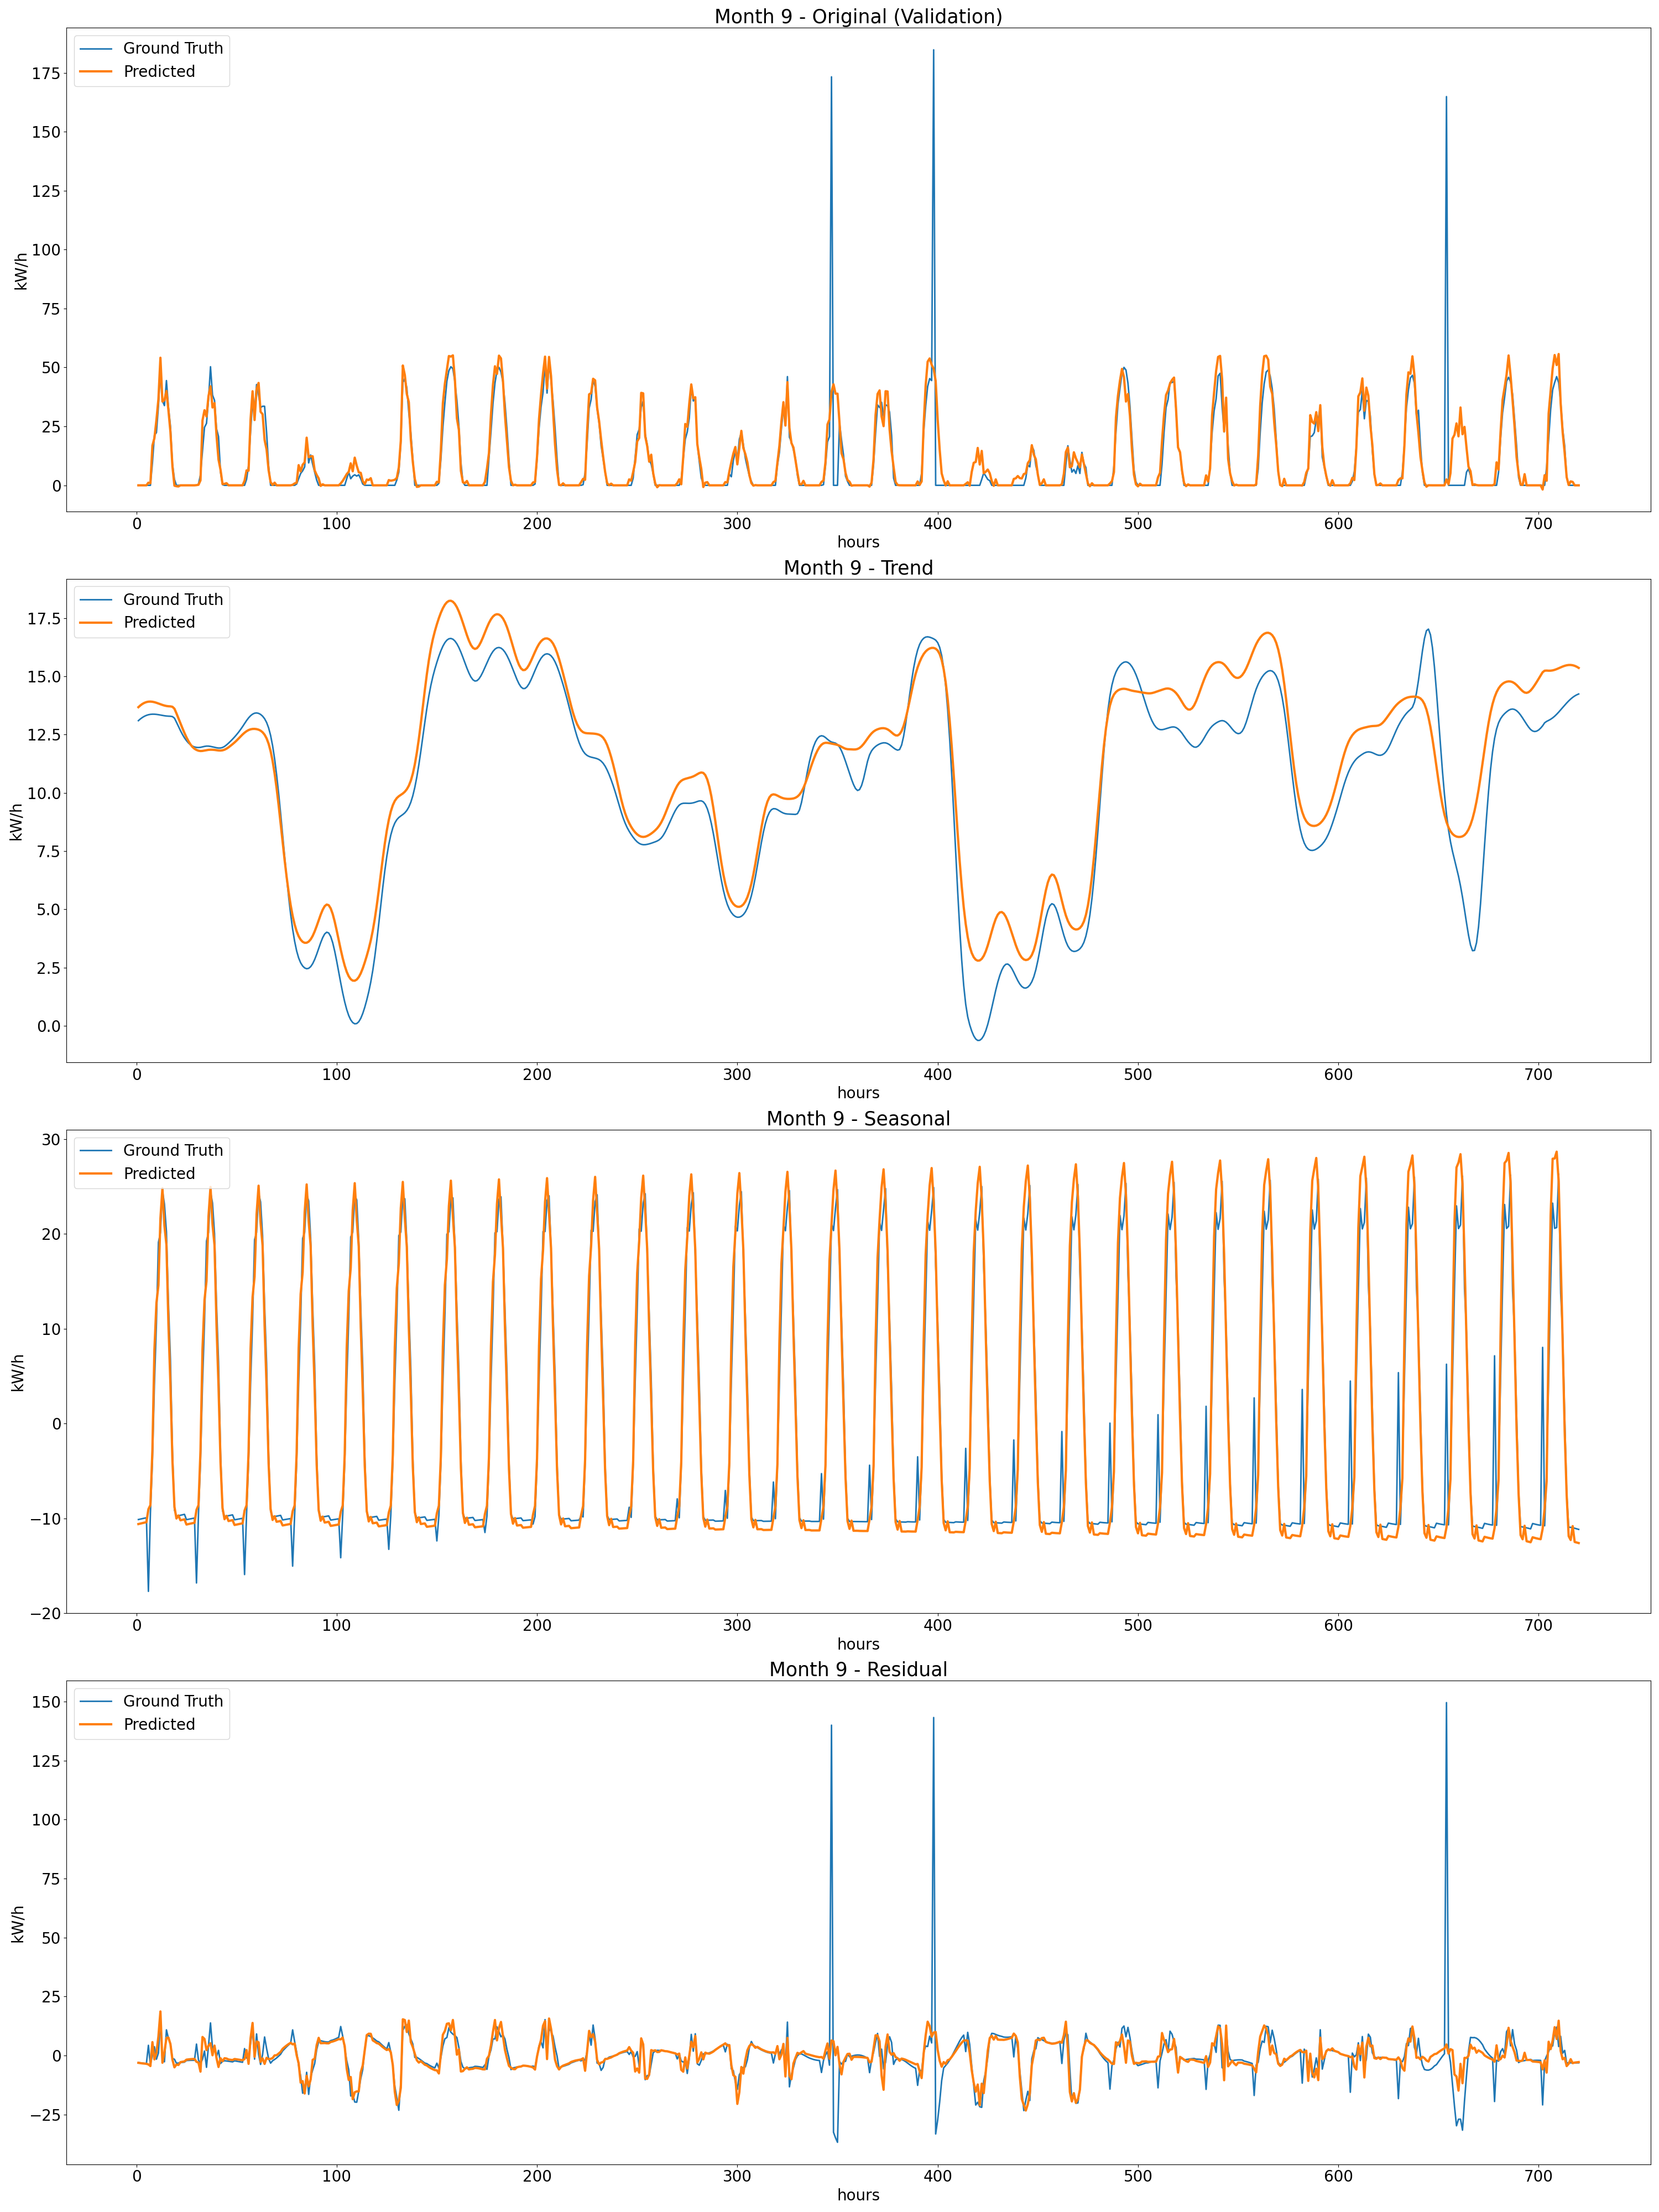 Month 9 - Original (Validation)
Ground Truth
Predicted
kW/h
175
150
125
100
75
50
25
0
0 100 200 300 400 500 600 700
hours
Month 9 - Trend
Ground Truth
Predicted
kW/h
17.5
15.0
12.5
10.0
7.5
5.0
2.5
0.0
0 100 200 300 400 500 600 700
hours
Month 9 - Seasonal
Ground Truth
Predicted
kW/h
30
20
10
0
−10
−20
0 100 200 300 400 500 600 700
hours
Month 9 - Residual
Ground Truth
Predicted
kW/h
150
125
100
75
50
25
0
−25
0 100 200 300 400 500 600 700
hours